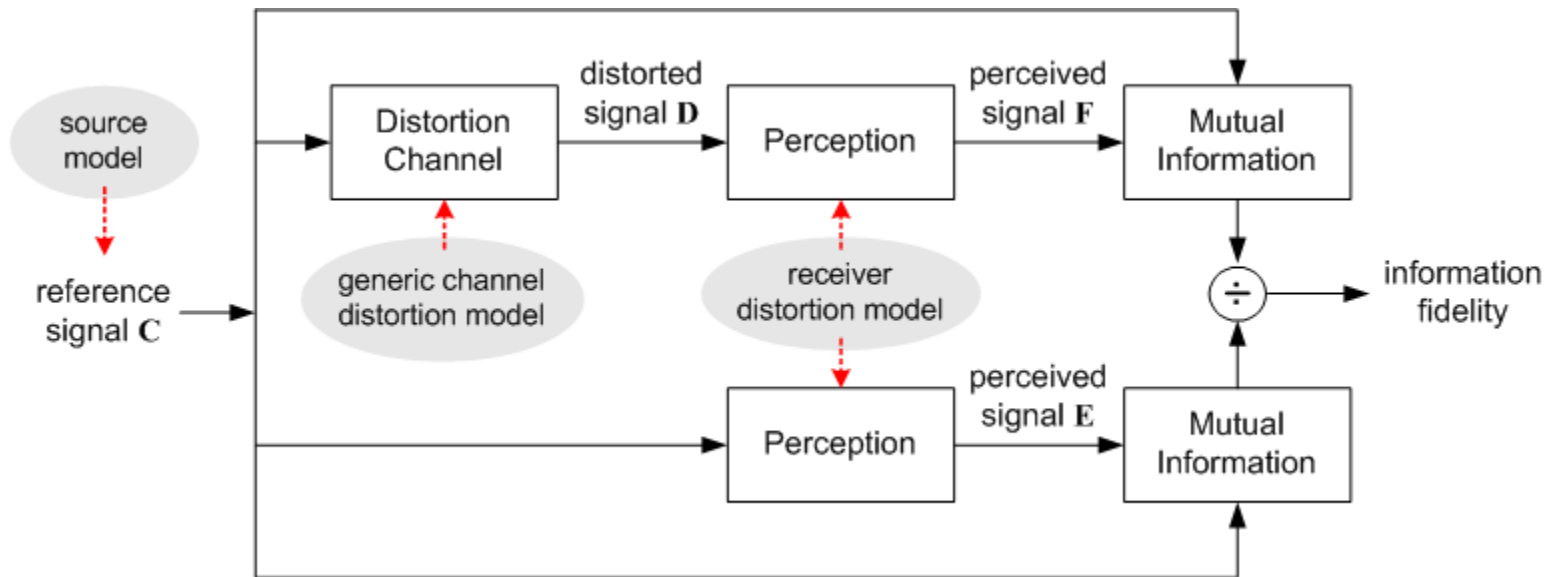 source
model
reference
signal C
Distortion
Channel
generic channel
distortion model
distorted
signal D
Perception
receiver
distortion model
Perception
perceived
signal F
perceived
signal E
Mutual
Information
÷
Mutual
Information
information
fidelity